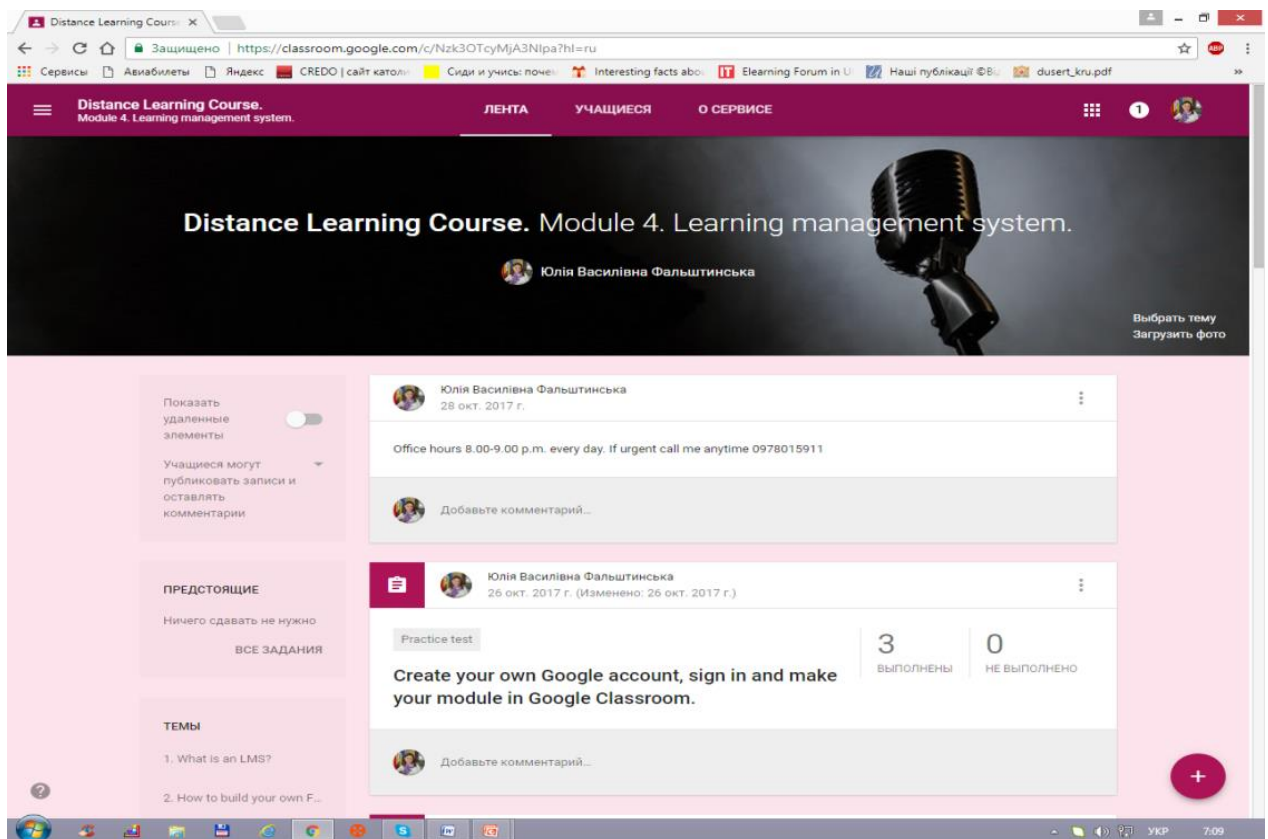 Distance Learning Cours
Защищено | https://classroom.google.com/c/Nzk3OTcyMjA3Nlpa?hl=ru
Сервисы Авиабилеты Яндекс CREDO | сайт католи Сиди и учись: почем Interesting facts abo Elearning Forum in U Наші публікації ©Bi dusert_kru.pdf »
Distance Learning Course.
Module 4. Learning management system.
ЛЕНТА УЧАЩИЕСЯ О СЕРВИСЕ
1
Distance Learning Course. Module 4. Learning management system.
Юлія Василівна Фальштинська
Выбрать тему
Загрузить фото
Показать
удаленные
элементы
Учащиеся могут
публиковать записи и
оставлять
комментарии
ПРЕДСТОЯЩИЕ
Ничего сдавать не нужно
ВСЕ ЗАДАНИЯ
ТЕМЫ
1. What is an LMS?
2. How to build your own F...
Юлія Василівна Фальштинська
28 окт. 2017 г.
Office hours 8.00-9.00 p.m. every day. If urgent call me anytime 0978015911
Добавьте комментарий...
Юлія Василівна Фальштинська
26 окт. 2017 г. (Изменено: 26 окт. 2017 г.)
Practice test
Create your own Google account, sign in and make
your module in Google Classroom.
3
ВЫПОЛНЕНЫ
0
НЕ ВЫПОЛНЕНО
Добавьте комментарий...
УКР 7:09